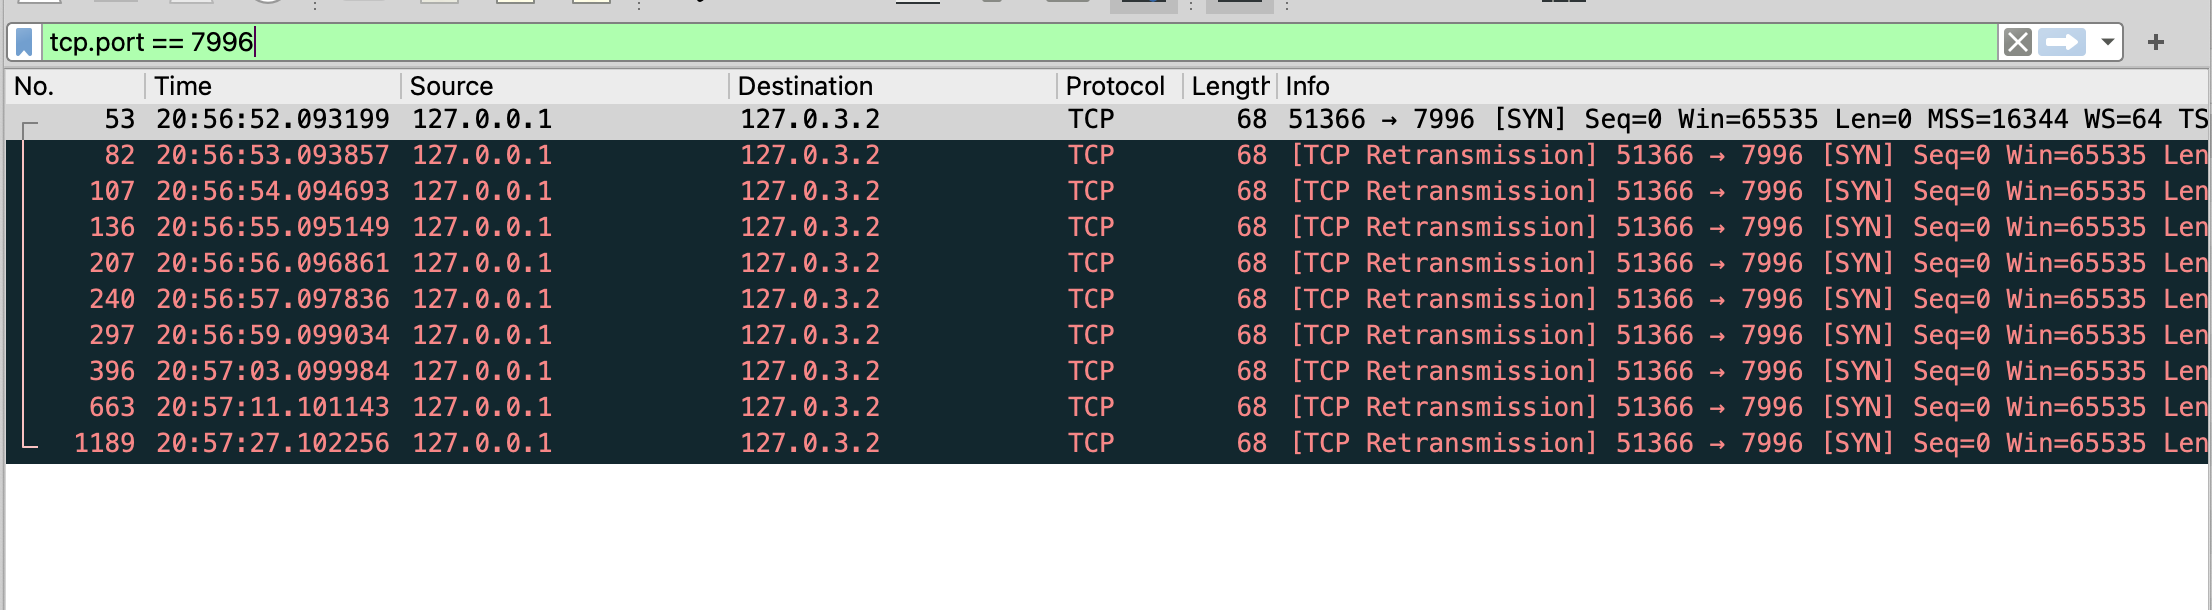 tcp.port == 7996
No. Time Source Destination Protocol Length Info
53 20:56:52.093199 127.0.0.1 127.0.3.2 TCP 68 51366 → 7996 [SYN] Seq=0 Win=65535 Len=0 MSS=16344 WS=64 TS
82 20:56:53.093857 127.0.0.1 127.0.3.2 TCP 68 [TCP Retransmission] 51366 → 7996 [SYN] Seq=0 Win=65535 Len
107 20:56:54.094693 127.0.0.1 127.0.3.2 TCP 68 [TCP Retransmission] 51366 → 7996 [SYN] Seq=0 Win=65535 Len
136 20:56:55.095149 127.0.0.1 127.0.3.2 TCP 68 [TCP Retransmission] 51366 → 7996 [SYN] Seq=0 Win=65535 Len
207 20:56:56.096861 127.0.0.1 127.0.3.2 TCP 68 [TCP Retransmission] 51366 → 7996 [SYN] Seq=0 Win=65535 Len
240 20:56:57.097836 127.0.0.1 127.0.3.2 TCP 68 [TCP Retransmission] 51366 → 7996 [SYN] Seq=0 Win=65535 Len
297 20:56:59.099034 127.0.0.1 127.0.3.2 TCP 68 [TCP Retransmission] 51366 → 7996 [SYN] Seq=0 Win=65535 Len
396 20:57:03.099984 127.0.0.1 127.0.3.2 TCP 68 [TCP Retransmission] 51366 → 7996 [SYN] Seq=0 Win=65535 Len
663 20:57:11.101143 127.0.0.1 127.0.3.2 TCP 68 [TCP Retransmission] 51366 → 7996 [SYN] Seq=0 Win=65535 Len
1189 20:57:27.102256 127.0.0.1 127.0.3.2 TCP 68 [TCP Retransmission] 51366 → 7996 [SYN] Seq=0 Win=65535 Len